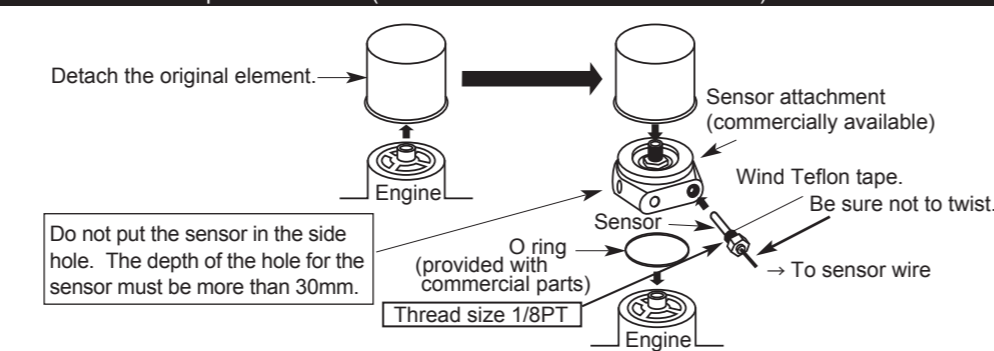 Detach the original element.
Sensor attachment
(commercially available)
Engine
Wind Teflon tape.
Be sure not to twist.
Do not put the sensor in the side
hole. The depth of the hole for the
sensor must be more than 30mm.
Sensor
O ring
(provided with
commercial parts)
→ To sensor wire
Thread size 1/8PT
Engine